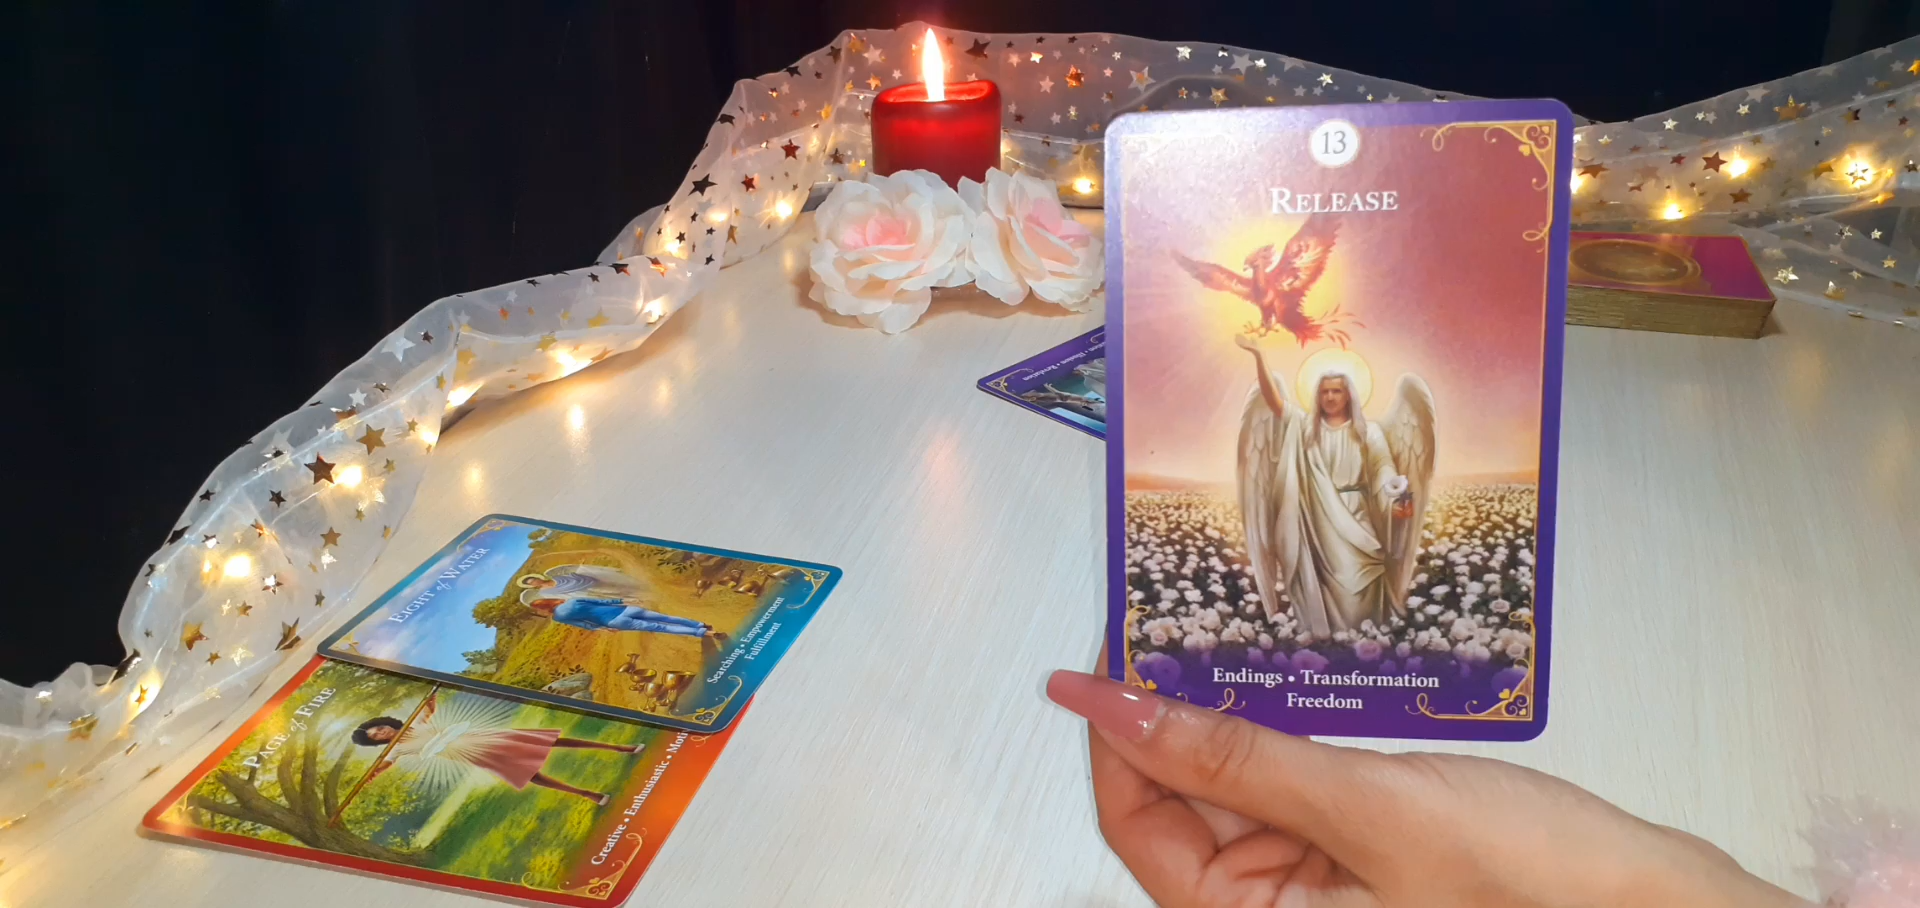 13
RELEASE
Endings • Transformation
Freedom
EIGHT of WATER
Searching • Empowerment
Fulfillment
PAGE of FIRE
Creative • Enthusiastic •